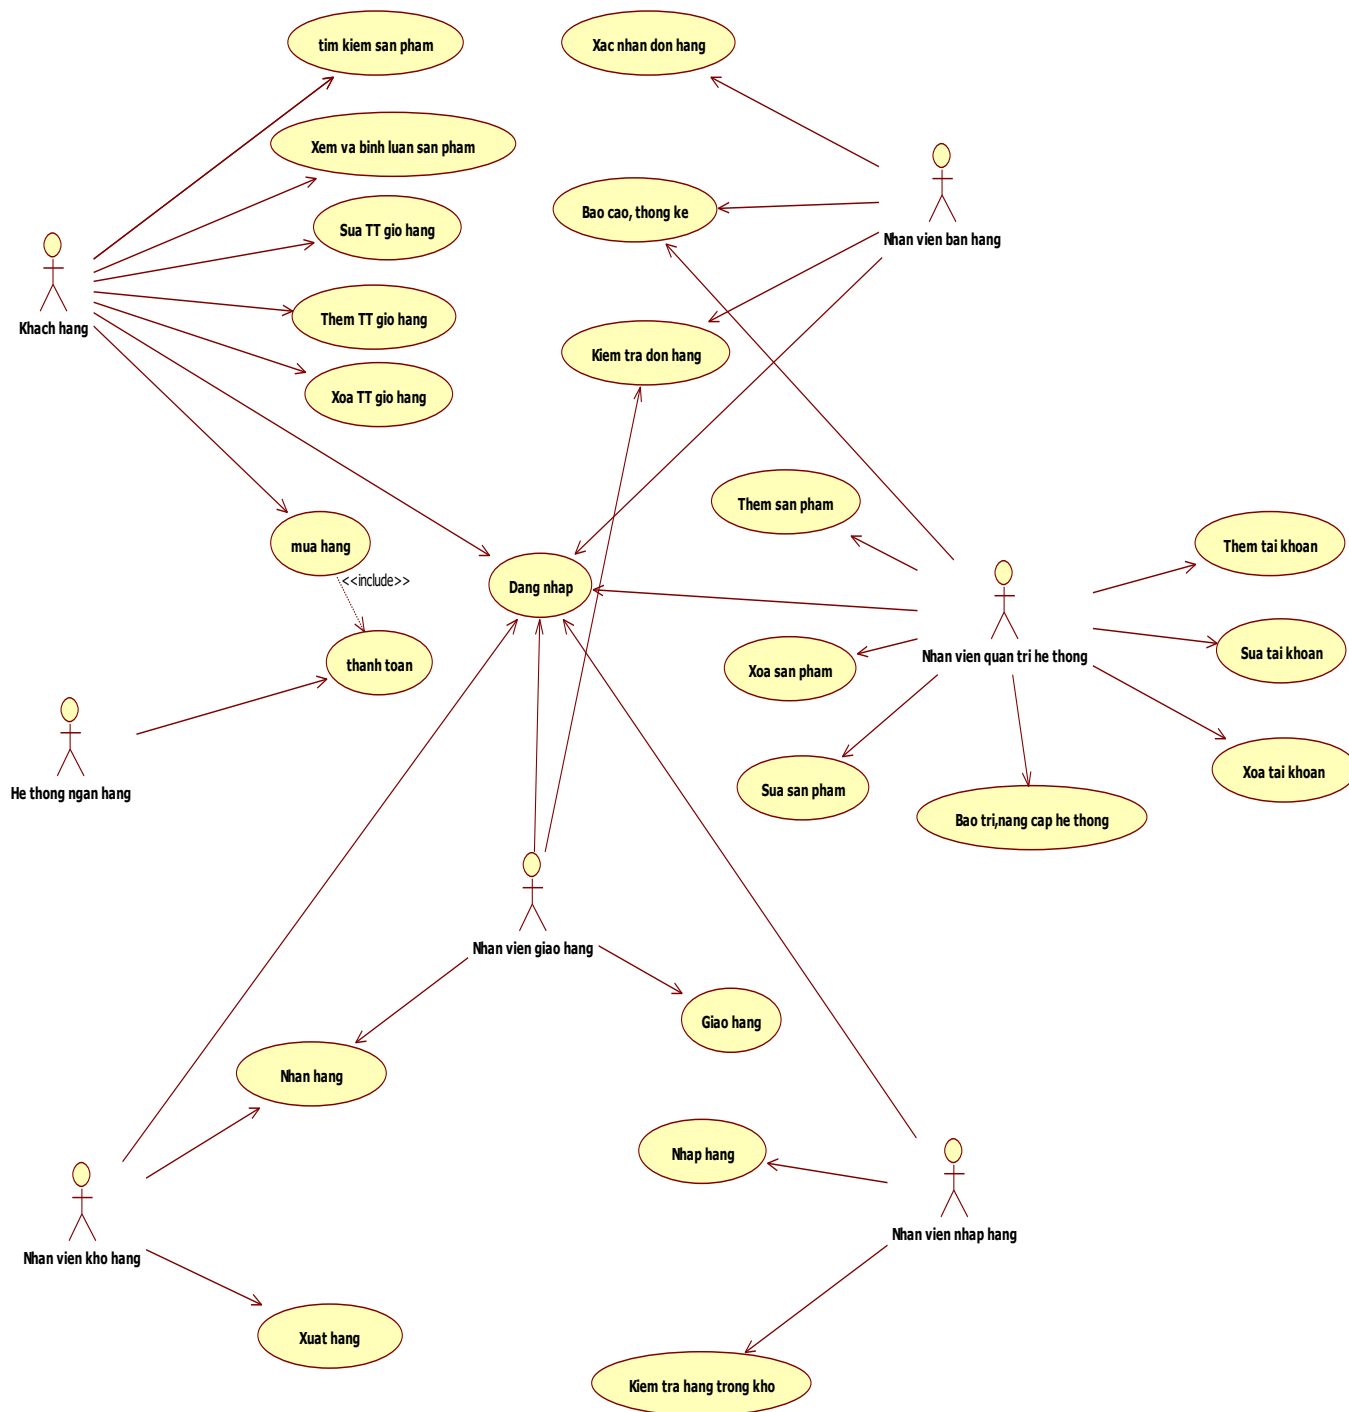 tim kiem san pham
Xac nhan don hang
Xem va binh luan san pham
Bao cao, thong ke
Sua TT gio hang
Nhan vien ban hang
Khach hang
Them TT gio hang
Kiem tra don hang
Xoa TT gio hang
Them san pham
mua hang
<<include>>
Dang nhap
Them tai khoan
thanh toan
Xoa san pham
Nhan vien quan tri he thong
Sua tai khoan
He thong ngan hang
Sua san pham
Bao tri,nang cap he thong
Xoa tai khoan
Nhan vien giao hang
Giao hang
Nhan hang
Nhap hang
Nhan vien kho hang
Nhan vien nhap hang
Xuat hang
Kiem tra hang trong kho